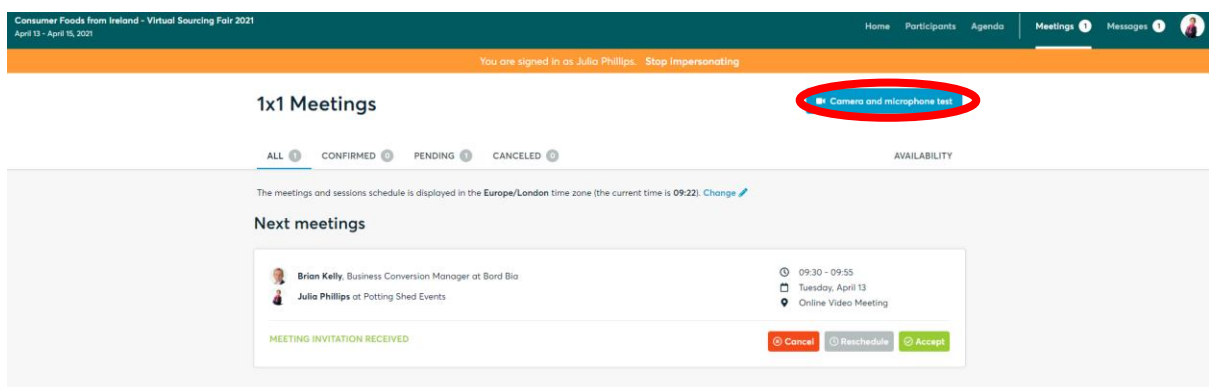 Consumer Foods from Ireland - Virtual Sourcing Fair 2021
April 13 - April 15, 2021
Home Participants Agenda Meetings 1 Messages 1
You are signed in as Julia Phillips. Stop impersonating
1x1 Meetings
Camera and microphone test
ALL 1 CONFIRMED 0 PENDING 1 CANCELED 0 AVAILABILITY
The meetings and sessions schedule is displayed in the Europe/London time zone (the current time is 09:22). Change
Next meetings
Brian Kelly, Business Conversion Manager at Bord Bia
Julia Phillips at Potting Shed Events
09:30 - 09:55
Tuesday, April 13
Online Video Meeting
MEETING INVITATION RECEIVED
Cancel Reschedule Accept